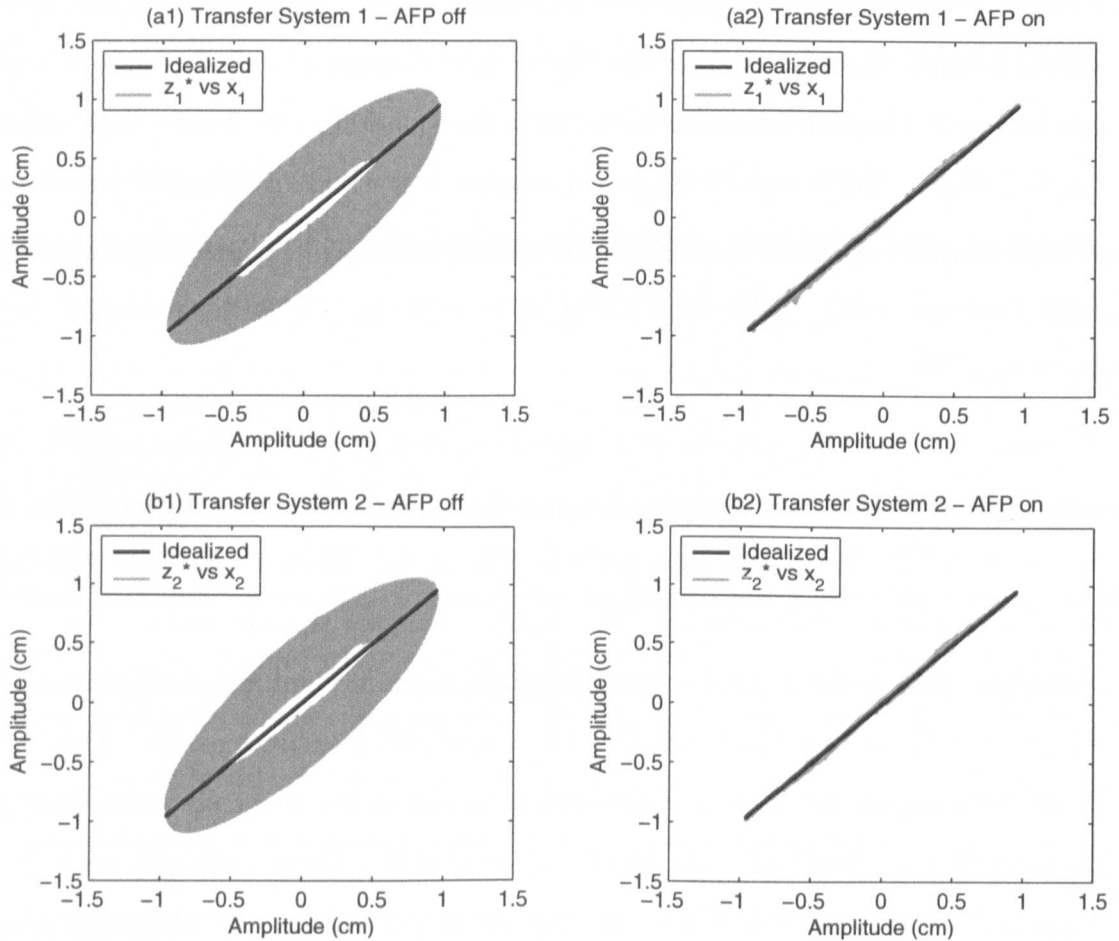 (a1) Transfer System 1 – AFP off
1.5
1
0.5
0
−0.5
−1
−1.5
Amplitude (cm)
Idealized
z1* vs x1
−1.5 −1 −0.5 0 0.5 1 1.5
Amplitude (cm)
(a2) Transfer System 1 – AFP on
1.5
1
0.5
0
−0.5
−1
−1.5
Amplitude (cm)
Idealized
z1* vs x1
−1.5 −1 −0.5 0 0.5 1 1.5
Amplitude (cm)
(b1) Transfer System 2 – AFP off
1.5
1
0.5
0
−0.5
−1
−1.5
Amplitude (cm)
Idealized
z2* vs x2
−1.5 −1 −0.5 0 0.5 1 1.5
Amplitude (cm)
(b2) Transfer System 2 – AFP on
1.5
1
0.5
0
−0.5
−1
−1.5
Amplitude (cm)
Idealized
z2* vs x2
−1.5 −1 −0.5 0 0.5 1 1.5
Amplitude (cm)